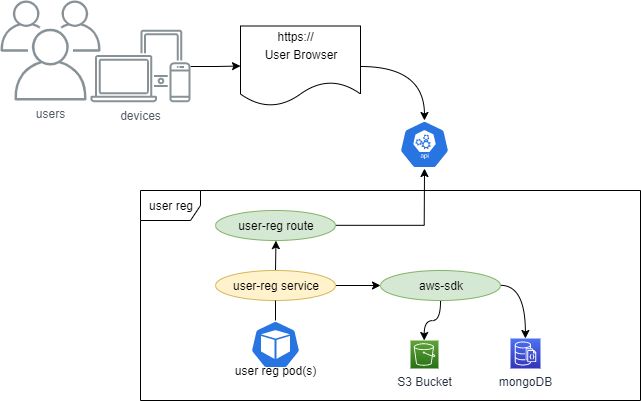 https://
User Browser
users
devices
api
user reg
user-reg route
user-reg service
aws-sdk
user reg pod(s)
S3 Bucket
mongoDB